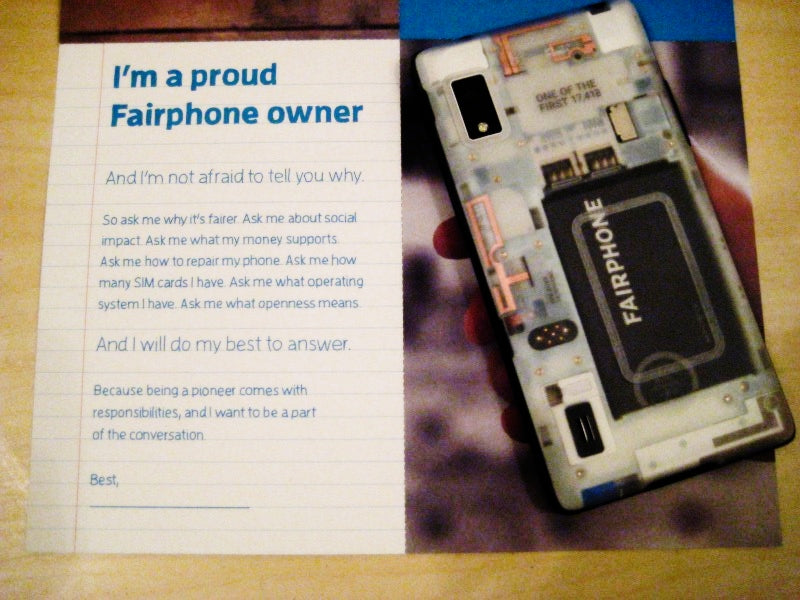 I'm a proud
Fairphone owner
And I'm not afraid to tell you why.
So ask me why it's fairer. Ask me about social
impact. Ask me what my money supports.
Ask me how to repair my phone. Ask me how
many SIM cards I have. Ask me what operating
system I have. Ask me what openness means.
And I will do my best to answer.
Because being a pioneer comes with
responsibilities, and I want to be a part
of the conversation.
Best,
ONE OF THE
FIRST 17,418
FAIRPHONE